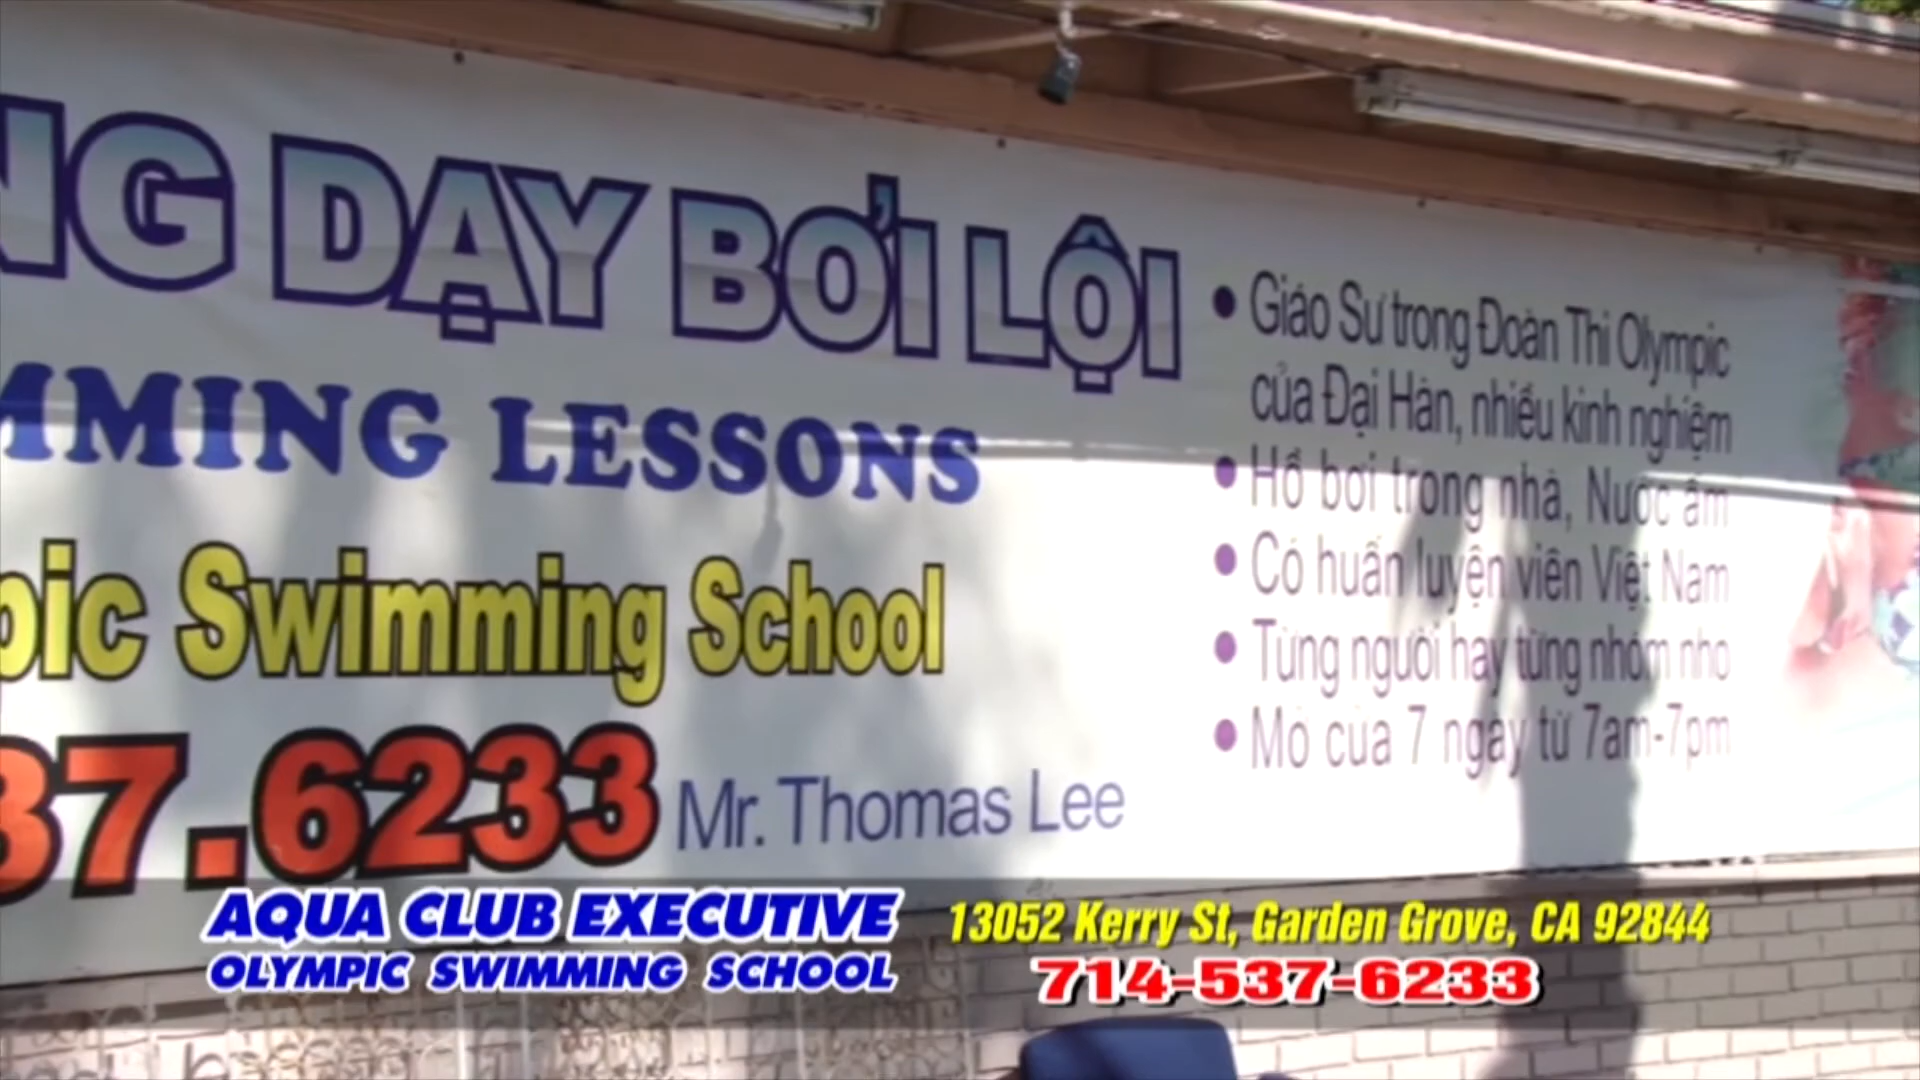 NG DẠY BƠI LỘI
MMING LESSONS
pic Swimming School
37.6233 Mr. Thomas Lee
• Giáo Sư trong Đoàn Thi Olympic
của Đại Hàn, nhiều kinh nghiệm
• Hồ bơi trong nhà, Nước ấm
• Có huấn luyện viên Việt Nam
• Từng người hay từng nhóm nhỏ
• Mở cửa 7 ngày từ 7am-7pm
AQUA CLUB EXECUTIVE
OLYMPIC SWIMMING SCHOOL
13052 Kerry St, Garden Grove, CA 92844
714-537-6233